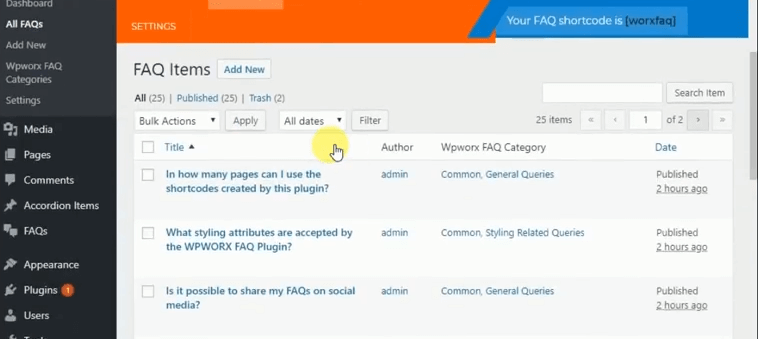 Dashboard
All FAQs
Add New
Wpworx FAQ
Categories
Settings
Media
Pages
Comments
Accordion Items
FAQs
Appearance
Plugins 1
Users
SETTINGS
Your FAQ shortcode is [worxfaq]
FAQ Items Add New
All (25) | Published (25) | Trash (2)
Search Item
Bulk Actions Apply All dates Filter 25 items « ‹ 1 of 2 › »
Title Author Wpworx FAQ Category Date
In how many pages can I use the
shortcodes created by this plugin?
admin
Common, General Queries
Published
2 hours ago
What styling attributes are accepted by
the WPWORX FAQ Plugin?
admin
Common, Styling Related Queries
Published
2 hours ago
Is it possible to share my FAQs on social
media?
admin
Common, General Queries
Published
2 hours ago